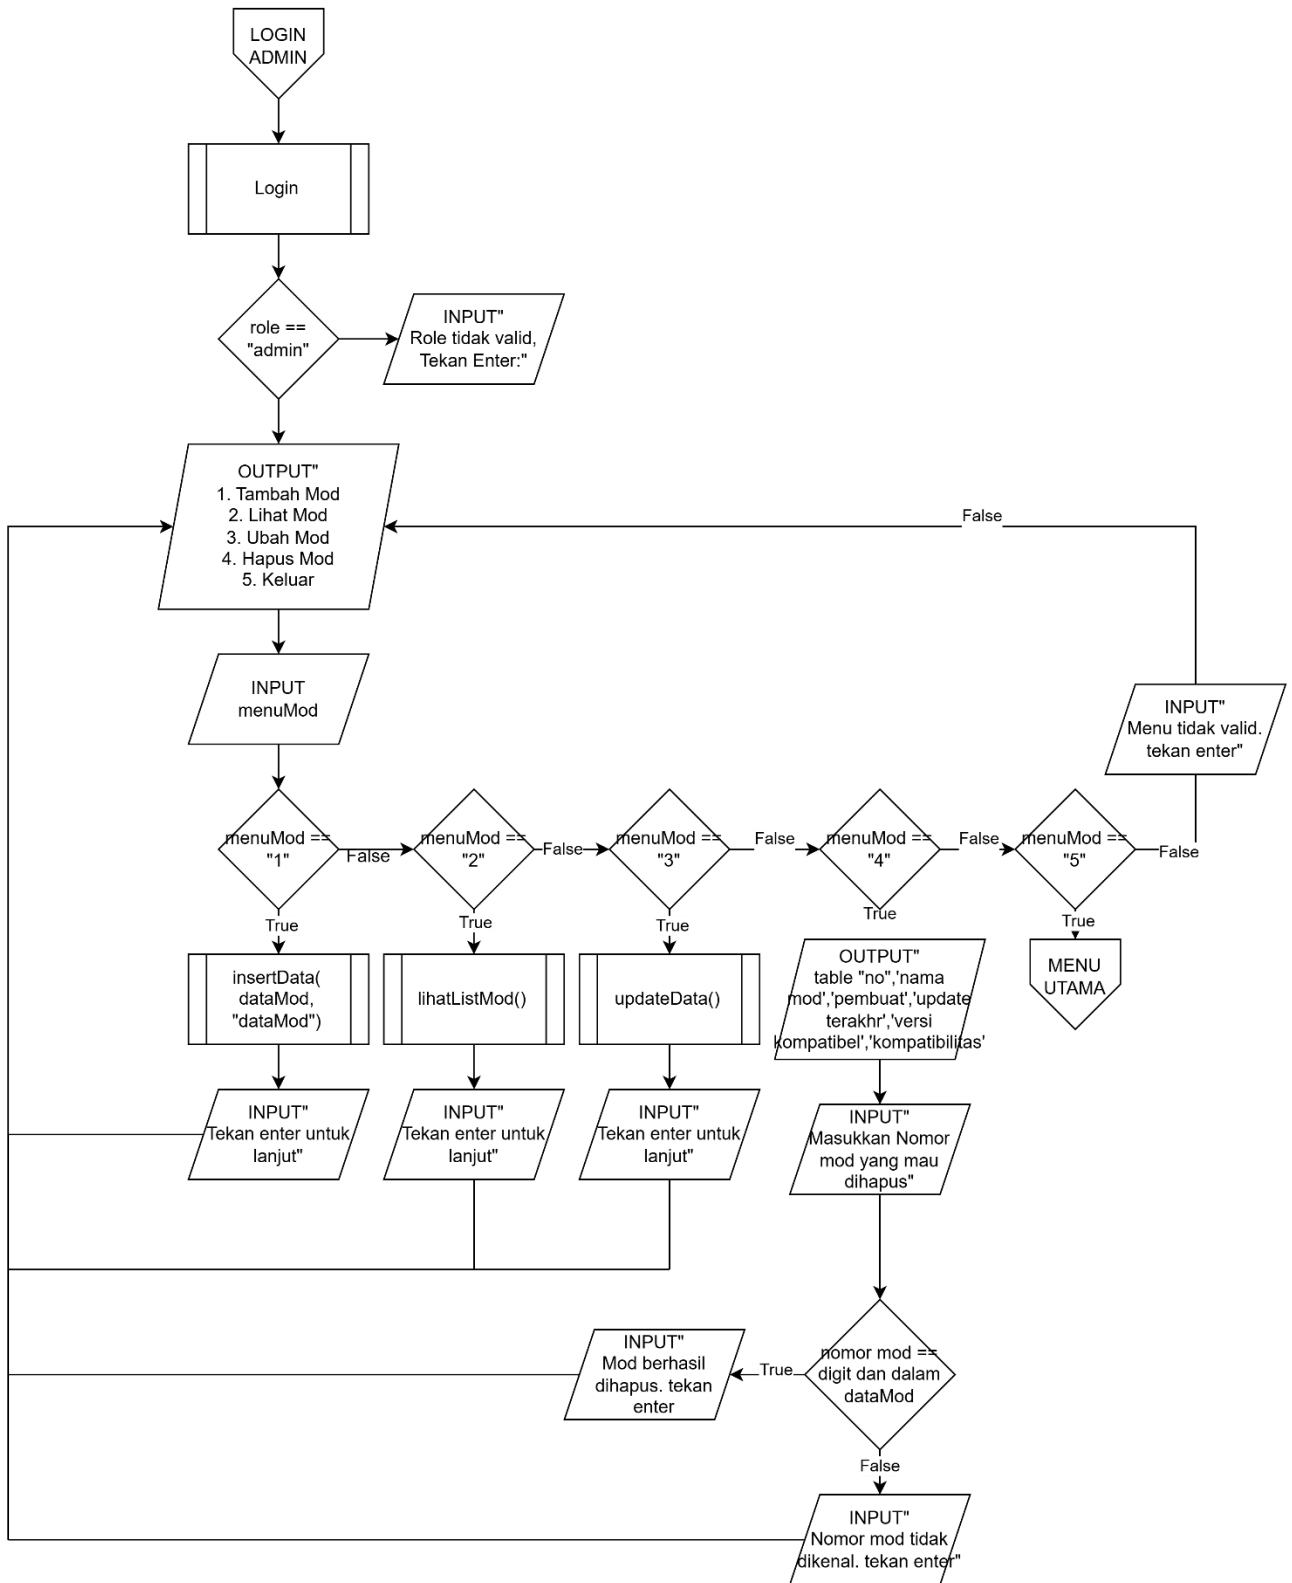 LOGIN
ADMIN
Login
role ==
"admin"
INPUT"
Role tidak valid,
Tekan Enter:"
OUTPUT"
1. Tambah Mod
2. Lihat Mod
3. Ubah Mod
4. Hapus Mod
5. Keluar
False
INPUT
menuMod
INPUT"
Menu tidak valid.
tekan enter"
menuMod ==
"1"
False
menuMod ==
"2"
False
menuMod ==
"3"
False
menuMod ==
"4"
False
menuMod ==
"5"
False
True
True
True
True
True
insertData(
dataMod,
"dataMod")
lihatListMod()
updateData()
OUTPUT"
table "no",'nama
mod','pembuat','update
terakhr','versi
kompatibel','kompatibilitas'
MENU
UTAMA
INPUT"
Tekan enter untuk
lanjut"
INPUT"
Tekan enter untuk
lanjut"
INPUT"
Tekan enter untuk
lanjut"
INPUT"
Masukkan Nomor
mod yang mau
dihapus"
nomor mod ==
digit dan dalam
dataMod
True
INPUT"
Mod berhasil
dihapus. tekan
enter
False
INPUT"
Nomor mod tidak
dikenal. tekan enter"